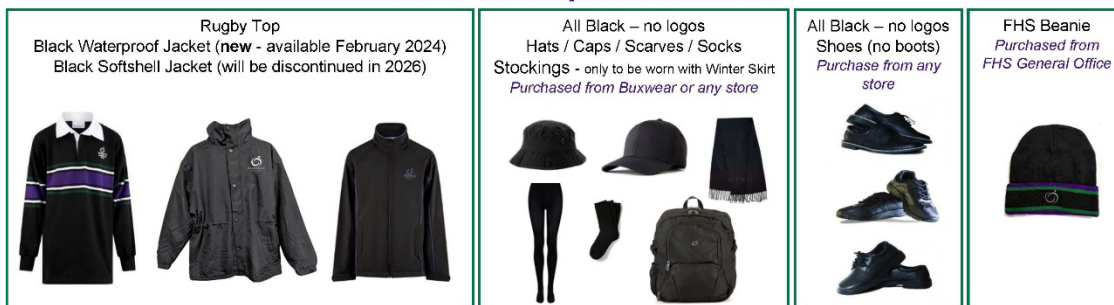 Rugby Top
Black Waterproof Jacket (new - available February 2024)
Black Softshell Jacket (will be discontinued in 2026)
All Black – no logos
Hats / Caps / Scarves / Socks
Stockings - only to be worn with Winter Skirt
Purchased from Buxwear or any store
All Black – no logos
Shoes (no boots)
Purchase from any
store
FHS Beanie
Purchased from
FHS General Office